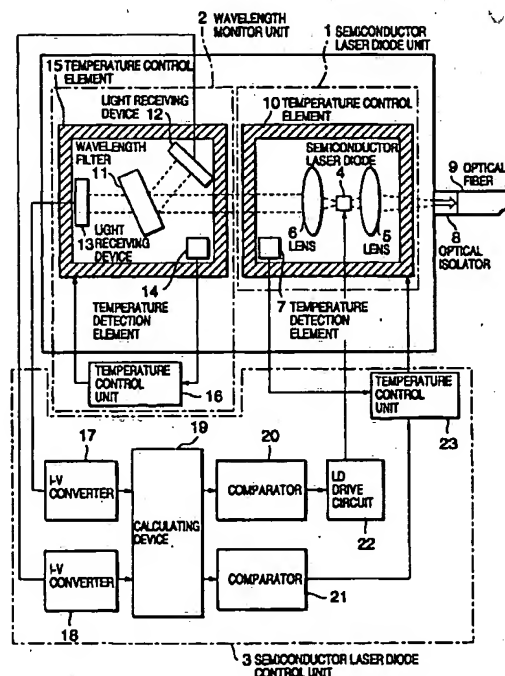 2 WAVELENGTH
MONITOR UNIT
1 SEMICONDUCTOR
LASER DIODE UNIT
15 TEMPERATURE CONTROL
ELEMENT
LIGHT RECEIVING
DEVICE
12
10 TEMPERATURE CONTROL
ELEMENT
WAVELENGTH
FILTER
11
SEMICONDUCTOR
LASER DIODE
4
9 OPTICAL
FIBER
13
LIGHT
RECEIVING
DEVICE
6
LENS
5
LENS
8
OPTICAL
ISOLATOR
14
TEMPERATURE
DETECTION
ELEMENT
7 TEMPERATURE
DETECTION
ELEMENT
TEMPERATURE
CONTROL
UNIT
16
TEMPERATURE
CONTROL
UNIT
23
17
I-V
CONVERTER
19
CALCULATING
DEVICE
20
COMPARATOR
LD
DRIVE
CIRCUIT
22
I-V
CONVERTER
18
COMPARATOR
21
3 SEMICONDUCTOR
LASER DIODE
CONTROL UNIT